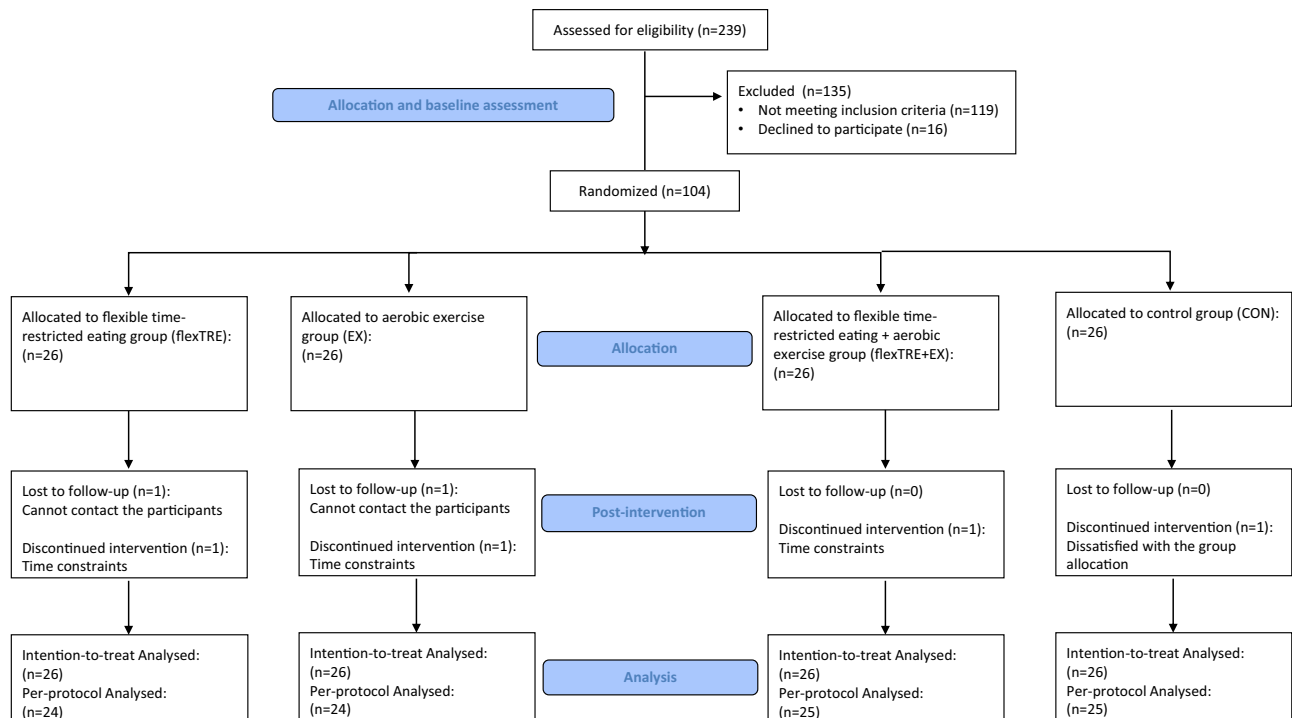 Assessed for eligibility (n=239)
Allocation and baseline assessment
Excluded (n=135)
• Not meeting inclusion criteria (n=119)
• Declined to participate (n=16)
Randomized (n=104)
Allocated to flexible time-
restricted eating group (flexTRE):
(n=26)
Allocated to aerobic exercise
group (EX):
(n=26)
Allocation
Allocated to flexible time-
restricted eating + aerobic
exercise group (flexTRE+EX):
(n=26)
Allocated to control group (CON):
(n=26)
Lost to follow-up (n=1):
Cannot contact the participants
Discontinued intervention (n=1):
Time constraints
Lost to follow-up (n=1):
Cannot contact the participants
Discontinued intervention (n=1):
Time constraints
Post-intervention
Lost to follow-up (n=0)
Discontinued intervention (n=1):
Time constraints
Lost to follow-up (n=0)
Discontinued intervention (n=1):
Dissatisfied with the group
allocation
Intention-to-treat Analysed:
(n=26)
Per-protocol Analysed:
(n=24)
Intention-to-treat Analysed:
(n=26)
Per-protocol Analysed:
(n=24)
Analysis
Intention-to-treat Analysed:
(n=26)
Per-protocol Analysed:
(n=25)
Intention-to-treat Analysed:
(n=26)
Per-protocol Analysed:
(n=25)